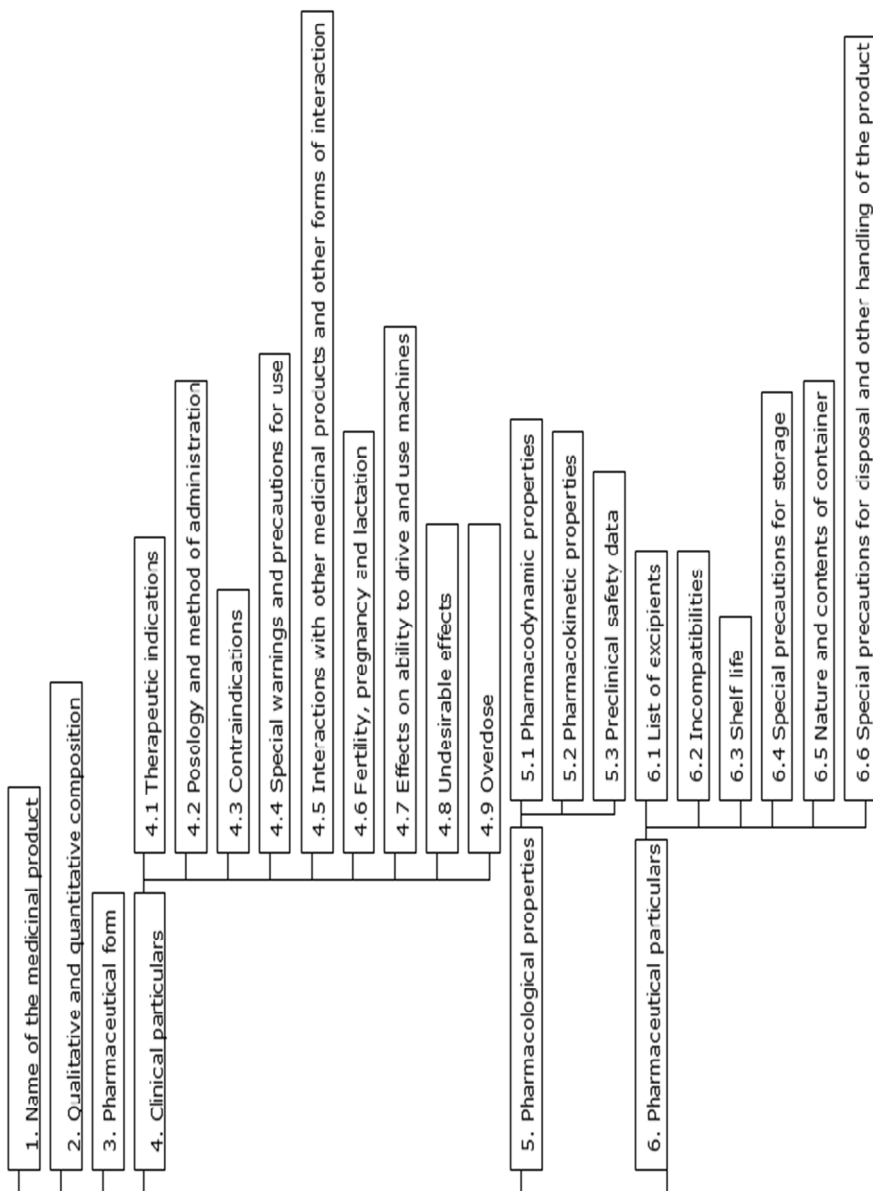 1. Name of the medicinal product
2. Qualitative and quantitative composition
3. Pharmaceutical form
4. Clinical particulars
4.1 Therapeutic indications
4.2 Posology and method of administration
4.3 Contraindications
4.4 Special warnings and precautions for use
4.5 Interactions with other medicinal products and other forms of interaction
4.6 Fertility, pregnancy and lactation
4.7 Effects on ability to drive and use machines
4.8 Undesirable effects
4.9 Overdose
5. Pharmacological properties
5.1 Pharmacodynamic properties
5.2 Pharmacokinetic properties
5.3 Preclinical safety data
6. Pharmaceutical particulars
6.1 List of excipients
6.2 Incompatibilities
6.3 Shelf life
6.4 Special precautions for storage
6.5 Nature and contents of container
6.6 Special precautions for disposal and other handling of the product